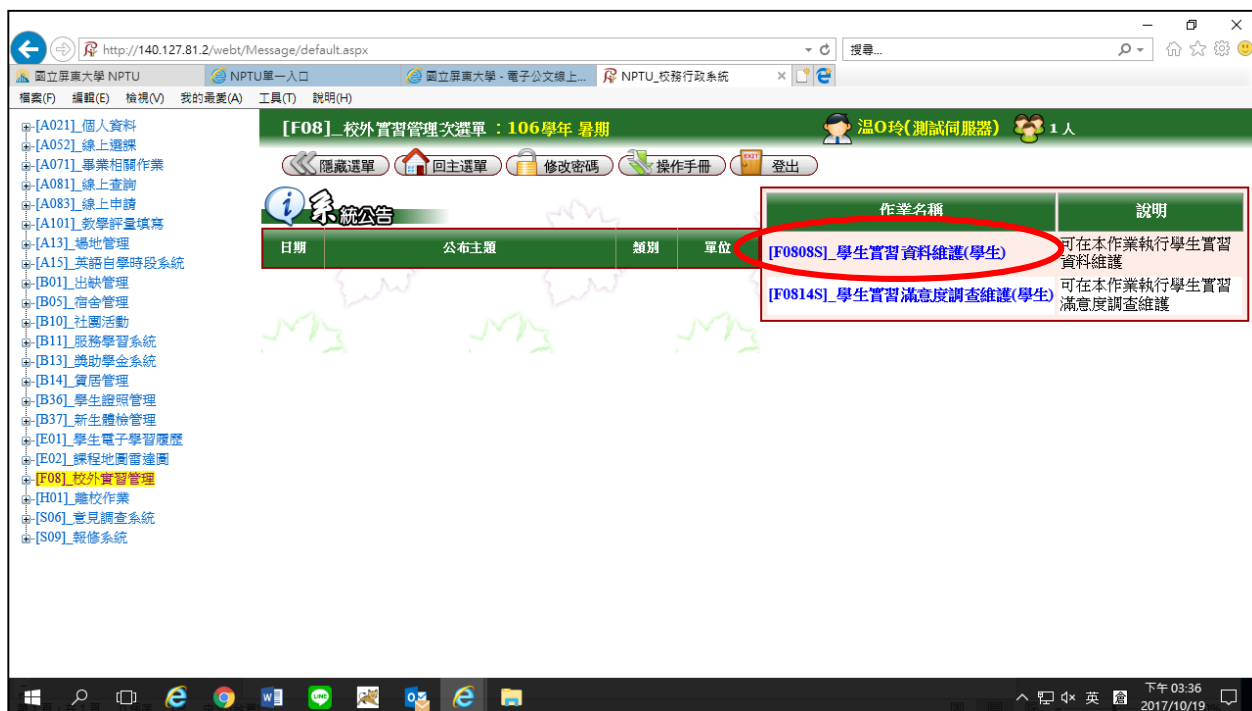 http://140.127.81.2/webt/Message/default.aspx
搜尋...
國立屏東大學 NPTU
NPTU單一入口
國立屏東大學 - 電子公文線上...
NPTU_校務行政系統
檔案(F) 編輯(E) 檢視(V) 我的最愛(A) 工具(T) 說明(H)
[A021]_個人資料
[A052]_線上選課
[A071]_畢業相關作業
[A081]_線上查詢
[A083]_線上申請
[A101]_教學評量填寫
[A13]_場地管理
[A15]_英語自學時段系統
[B01]_出缺管理
[B05]_宿舍管理
[B10]_社團活動
[B11]_服務學習系統
[B13]_獎助學金系統
[B14]_賃居管理
[B36]_學生證照管理
[B37]_新生體檢管理
[E01]_學生電子學習履歷
[E02]_課程地圖雷達圖
[F08]_校外實習管理
[H01]_離校作業
[S06]_意見調查系統
[S09]_報修系統
[F08]_校外實習管理次選單：106學年 暑期
温O玲(測試伺服器) 1 人
隱藏選單 回主選單 修改密碼 操作手冊 EXIT 登出
系統公告
日期 公布主題 類別 單位
作業名稱 說明
[F0808S]_學生實習資料維護(學生) 可在本作業執行學生實習
資料維護
[F0814S]_學生實習滿意度調查維護(學生) 可在本作業執行學生實習
滿意度調查維護
英
下午 03:36
2017/10/19